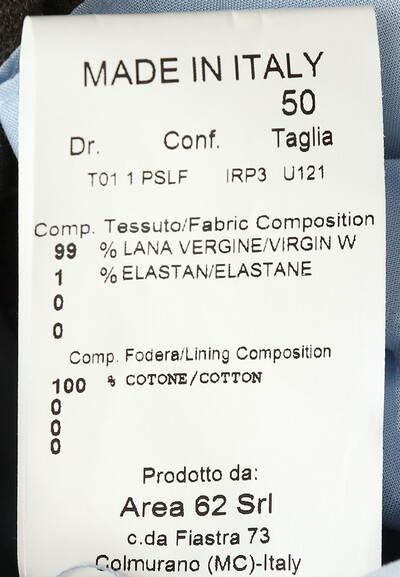 MADE IN ITALY
50
Dr. Conf. Taglia
T01 1 PSLF IRP3 U121
Comp. Tessuto/Fabric Composition
99 % LANA VERGINE/VIRGIN W
1 % ELASTAN/ELASTANE
0
0
Comp. Fodera/Lining Composition
100 % COTONE/COTTON
0
0
0
Prodotto da:
Area 62 Srl
c.da Fiastra 73
Colmurano (MC)-Italy